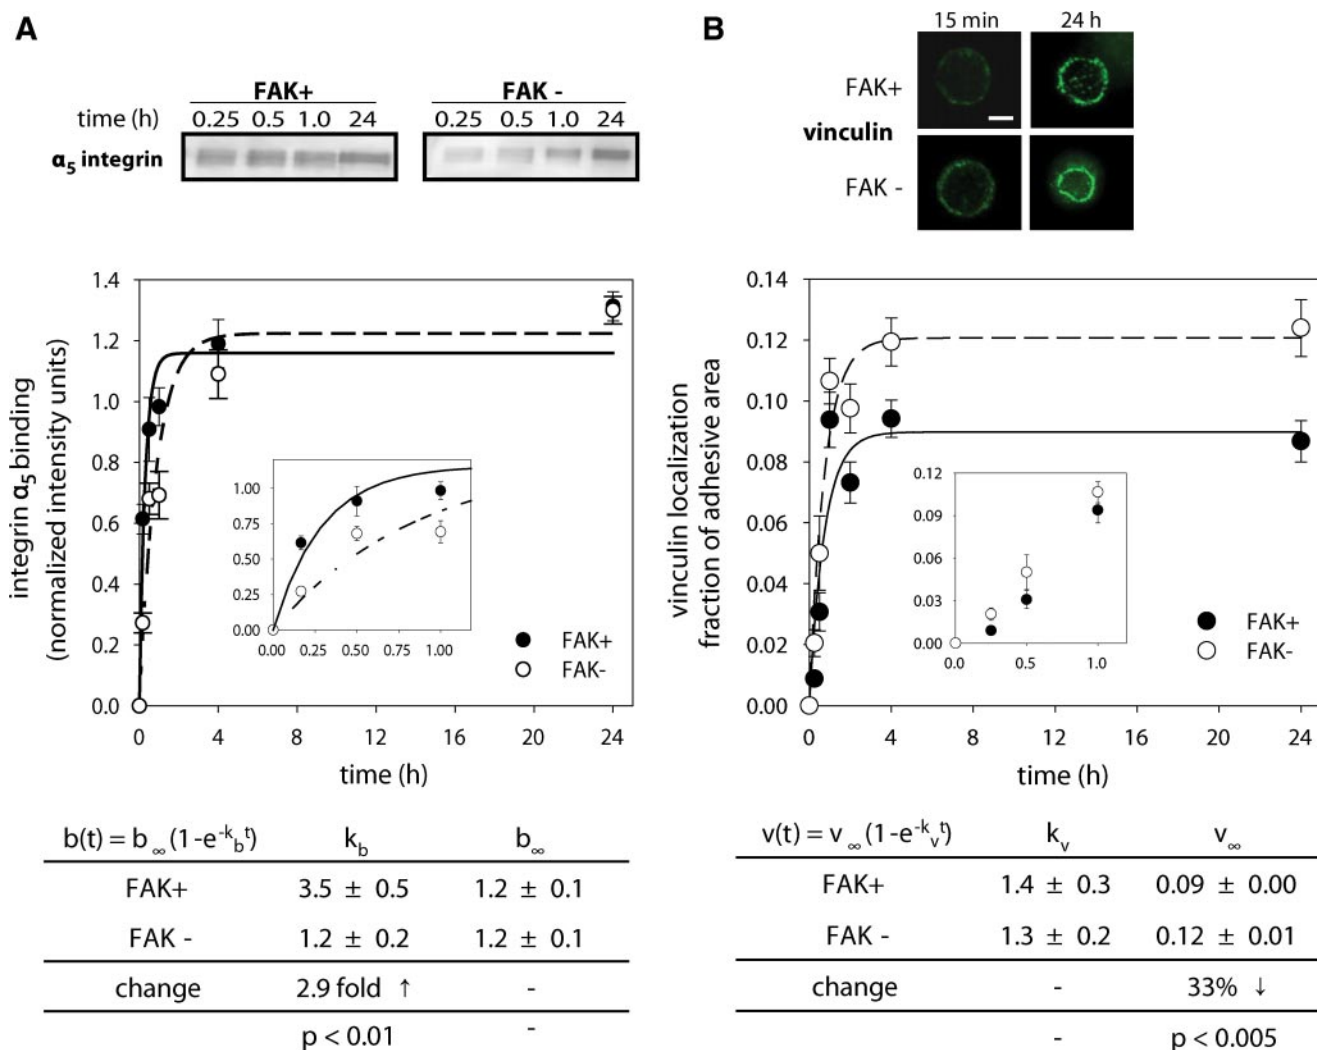 A
FAK+ FAK -
time (h) 0.25 0.5 1.0 24 0.25 0.5 1.0 24
α5 integrin
integrin α5 binding
(normalized intensity units)
1.4
1.2
1.0
0.8
0.6
0.4
0.2
0.0
0 4 8 12 16 20 24
time (h)
1.00
0.75
0.50
0.25
0.00
0.00 0.25 0.50 0.75 1.00
FAK+
FAK-
b(t) = b∞(1-e^-k_b t) k_b b∞
FAK+ 3.5 ± 0.5 1.2 ± 0.1
FAK - 1.2 ± 0.2 1.2 ± 0.1
change 2.9 fold ↑ -
p < 0.01 -
B
15 min 24 h
FAK+
vinculin
FAK -
vinculin localization
fraction of adhesive area
0.14
0.12
0.10
0.08
0.06
0.04
0.02
0.00
0 4 8 12 16 20 24
time (h)
0.12
0.09
0.06
0.03
0.00
0.0 0.5 1.0
FAK+
FAK-
v(t) = v∞(1-e^-k_v t) k_v v∞
FAK+ 1.4 ± 0.3 0.09 ± 0.00
FAK - 1.3 ± 0.2 0.12 ± 0.01
change - 33% ↓
- p < 0.005